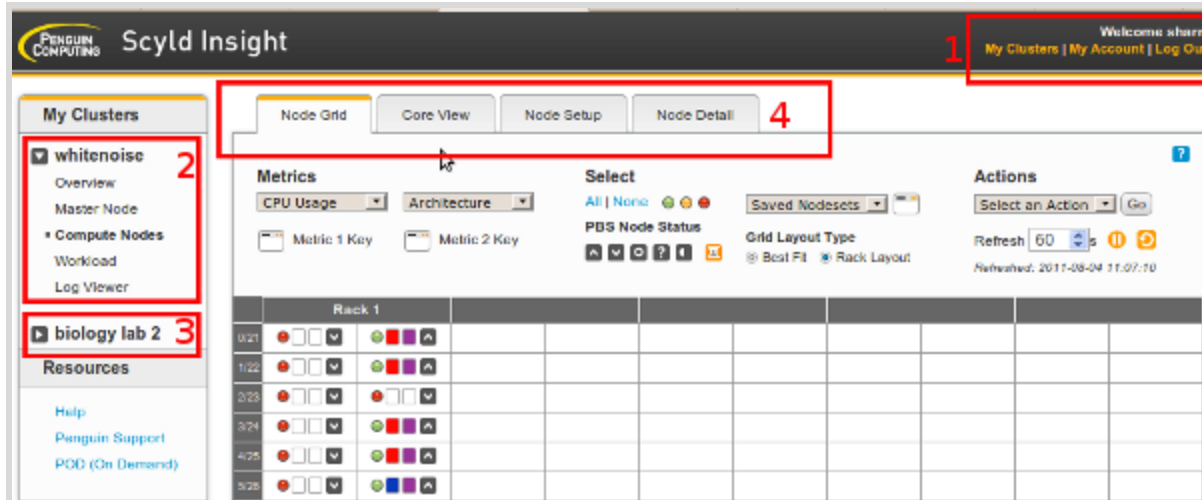 PENGUIN COMPUTING Scyld Insight
Welcome
1
My Clusters | My Account | Log
My Clusters
Node Grid Core View Node Setup Node Detail 4
2
whitenoise
Overview
Master Node
Compute Nodes
Workload
Log Viewer
biology lab 2 3
Resources
Help
Penguin Support
POD (On Demand)
?
Metrics
CPU Usage Architecture
Metric 1 Key Metric 2 Key
Select
All | None
PBS Node Status
Saved Nodesets
Grid Layout Type
Best Fit Rack Layout
Actions
Select an Action Go
Refresh 60 s
Refreshed: 2011-08-04 11:07:10
Rack 1
0/21
1/22
2/23
3/24
4/25
5/26